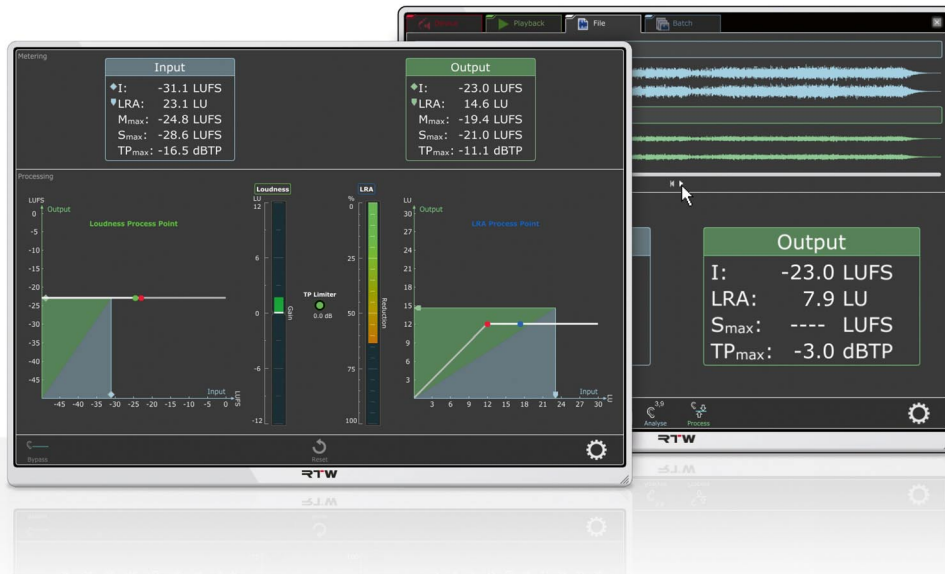 Playback
File
Batch
Metering
Input
I: -31.1 LUFS
LRA: 23.1 LU
Mmax: -24.8 LUFS
Smax: -28.6 LUFS
TPmax: -16.5 dBTP
Output
I: -23.0 LUFS
LRA: 14.6 LU
Mmax: -19.4 LUFS
Smax: -21.0 LUFS
TPmax: -11.1 dBTP
Processing
LUFS
0
Output
Loudness Process Point
-5
-10
-15
-20
-25
-30
-35
-40
-45
Input
-45 -40 -35 -30 -25 -20 -15 -10 -5 0
LUFS
Loudness
LU
12
6
0
-6
-12
Gain
TP Limiter
0.0 dB
LRA
%
0
25
50
75
100
Reduction
LU
30
Output
LRA Process Point
27
24
21
18
15
12
9
6
3
Input
3 6 9 12 15 18 21 24 27 30
LU
Bypass
Reset
RTW
Output
I: -23.0 LUFS
LRA: 7.9 LU
Smax: ---- LUFS
TPmax: -3.0 dBTP
3,9
Analyse
Process
RTW